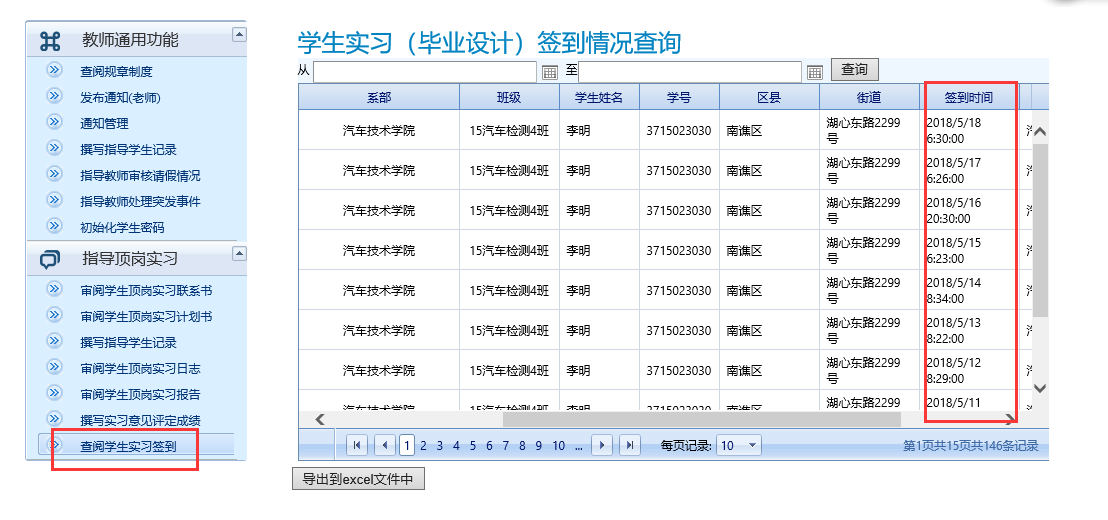 教师通用功能
查阅规章制度
发布通知(老师)
通知管理
撰写指导学生记录
指导教师审核请假情况
指导教师处理突发事件
初始化学生密码
指导顶岗实习
审阅学生顶岗实习联系书
审阅学生顶岗实习计划书
撰写指导学生记录
审阅学生顶岗实习日志
审阅学生顶岗实习报告
撰写实习意见评定成绩
查阅学生实习签到
学生实习（毕业设计）签到情况查询
从 至 查询
系部 班级 学生姓名 学号 区县 街道 签到时间
汽车技术学院 15汽车检测4班 李明 3715023030 南谯区 湖心东路2299号 2018/5/18 6:30:00
汽车技术学院 15汽车检测4班 李明 3715023030 南谯区 湖心东路2299号 2018/5/17 6:26:00
汽车技术学院 15汽车检测4班 李明 3715023030 南谯区 湖心东路2299号 2018/5/16 20:30:00
汽车技术学院 15汽车检测4班 李明 3715023030 南谯区 湖心东路2299号 2018/5/15 6:23:00
汽车技术学院 15汽车检测4班 李明 3715023030 南谯区 湖心东路2299号 2018/5/14 8:34:00
汽车技术学院 15汽车检测4班 李明 3715023030 南谯区 湖心东路2299号 2018/5/13 8:22:00
汽车技术学院 15汽车检测4班 李明 3715023030 南谯区 湖心东路2299号 2018/5/12 8:29:00
汽车技术学院 15汽车检测4班 李明 3715023030 南谯区 湖心东路2299 2018/5/11
1 2 3 4 5 6 7 8 9 10 ... 每页记录: 10 第1页共15页共146条记录
导出到excel文件中